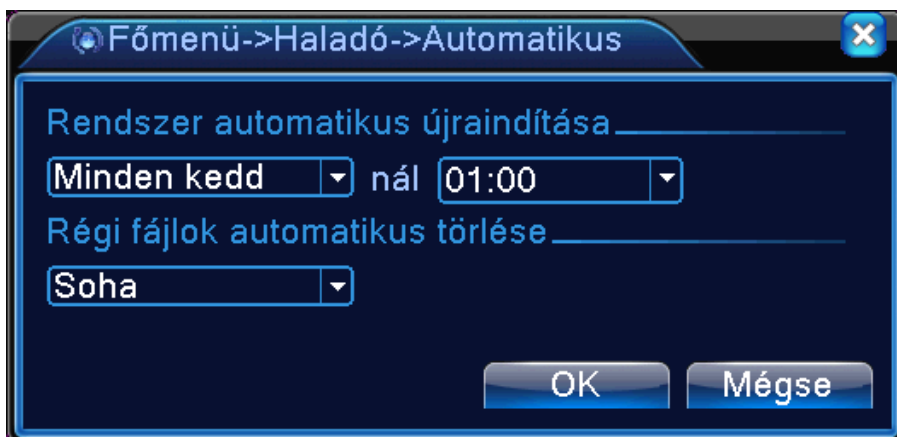 Főmenü->Haladó->Automatikus
Rendszer automatikus újraindítása
Minden kedd nál 01:00
Régi fájlok automatikus törlése
Soha
OK Mégse